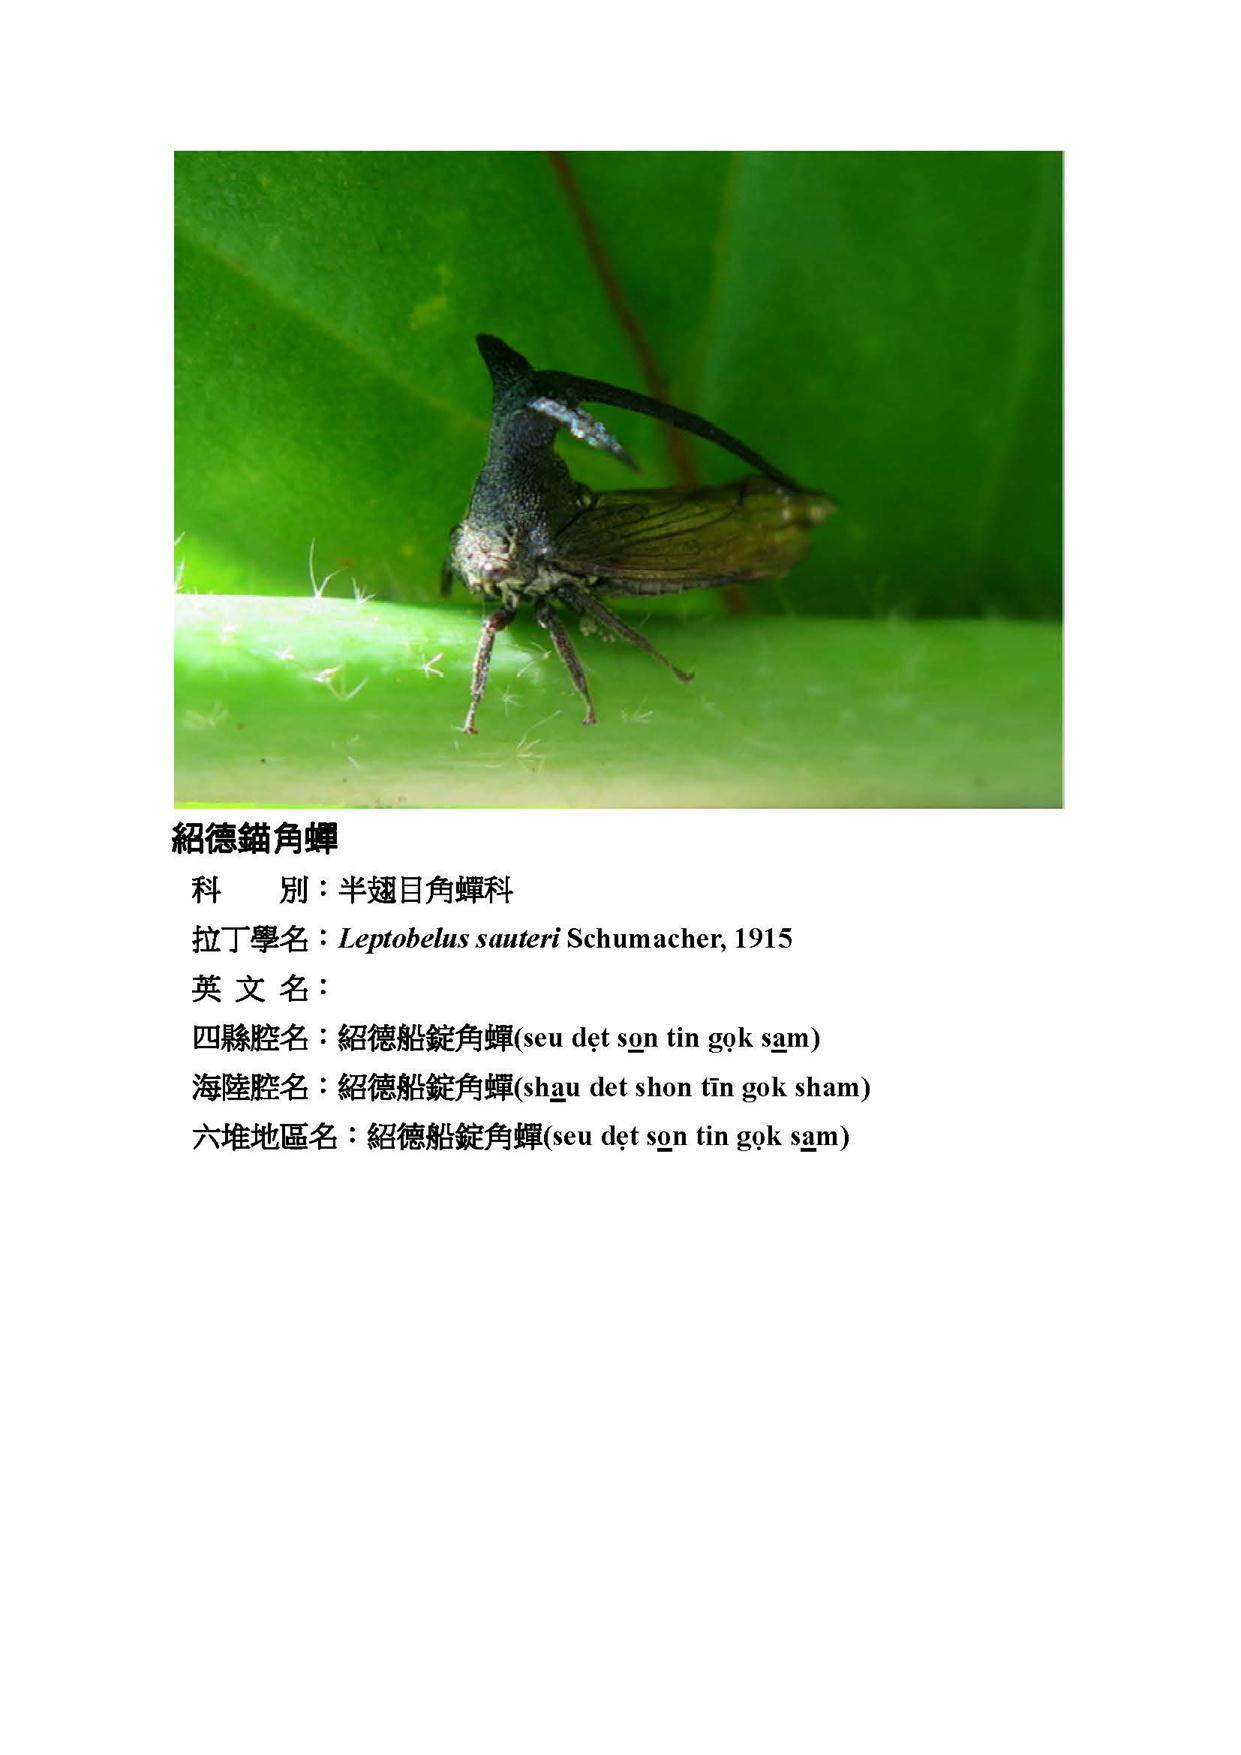 紹德錨角蟬
科　　別：半翅目角蟬科
拉丁學名：Leptobelus sauteri Schumacher, 1915
英 文 名：
四縣腔名：紹德船錠角蟬(seu dẹt so̲n tin gọk sa̲m)
海陸腔名：紹德船錠角蟬(sha̲u det shon tīn gok sham)
六堆地區名：紹德船錠角蟬(seu dẹt so̲n tin gọk sa̲m)